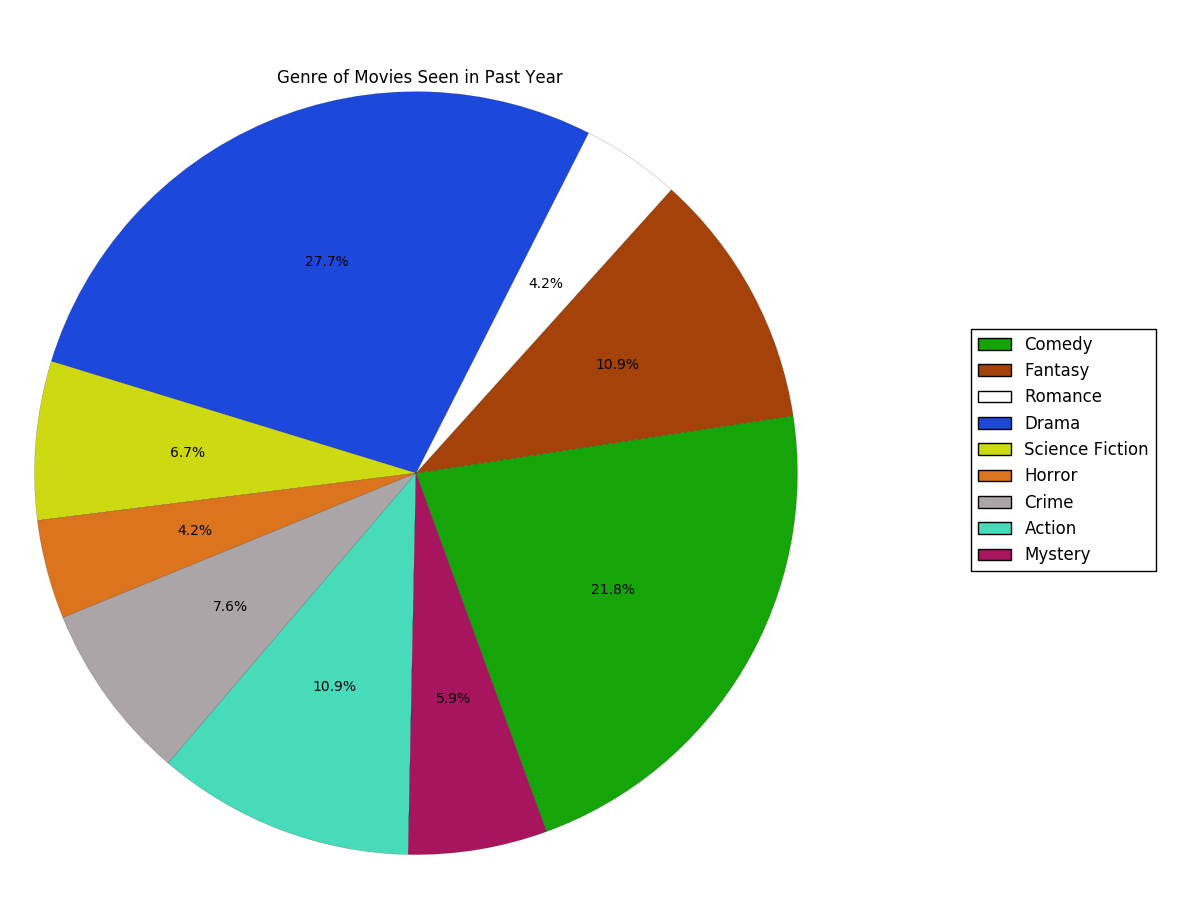 Genre of Movies Seen in Past Year
27.7%
4.2%
10.9%
6.7%
4.2%
7.6%
10.9%
5.9%
21.8%
Comedy
Fantasy
Romance
Drama
Science Fiction
Horror
Crime
Action
Mystery